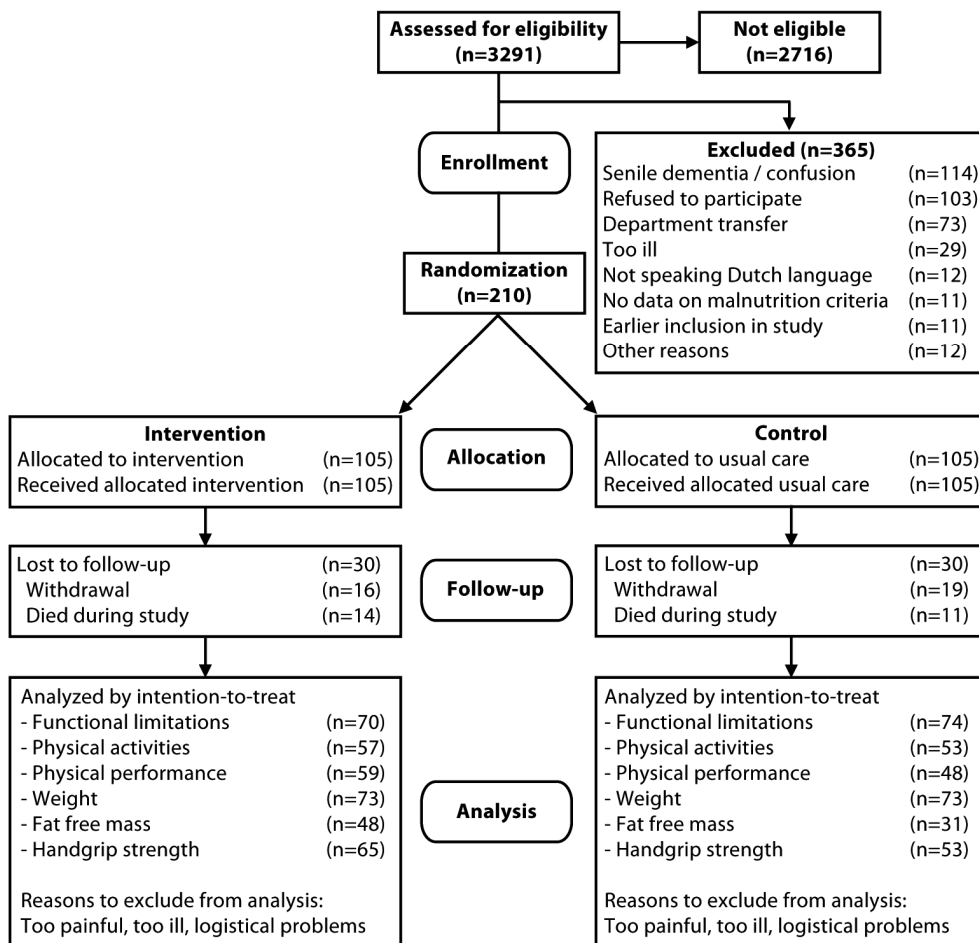 Assessed for eligibility
(n=3291)
Not eligible
(n=2716)
Enrollment
Excluded (n=365)
Senile dementia / confusion (n=114)
Refused to participate (n=103)
Department transfer (n=73)
Too ill (n=29)
Not speaking Dutch language (n=12)
No data on malnutrition criteria (n=11)
Earlier inclusion in study (n=11)
Other reasons (n=12)
Randomization
(n=210)
Intervention
Allocated to intervention (n=105)
Received allocated intervention (n=105)
Allocation
Control
Allocated to usual care (n=105)
Received allocated usual care (n=105)
Lost to follow-up (n=30)
Withdrawal (n=16)
Died during study (n=14)
Follow-up
Lost to follow-up (n=30)
Withdrawal (n=19)
Died during study (n=11)
Analyzed by intention-to-treat
- Functional limitations (n=70)
- Physical activities (n=57)
- Physical performance (n=59)
- Weight (n=73)
- Fat free mass (n=48)
- Handgrip strength (n=65)
Reasons to exclude from analysis:
Too painful, too ill, logistical problems
Analysis
Analyzed by intention-to-treat
- Functional limitations (n=74)
- Physical activities (n=53)
- Physical performance (n=48)
- Weight (n=73)
- Fat free mass (n=31)
- Handgrip strength (n=53)
Reasons to exclude from analysis:
Too painful, too ill, logistical problems